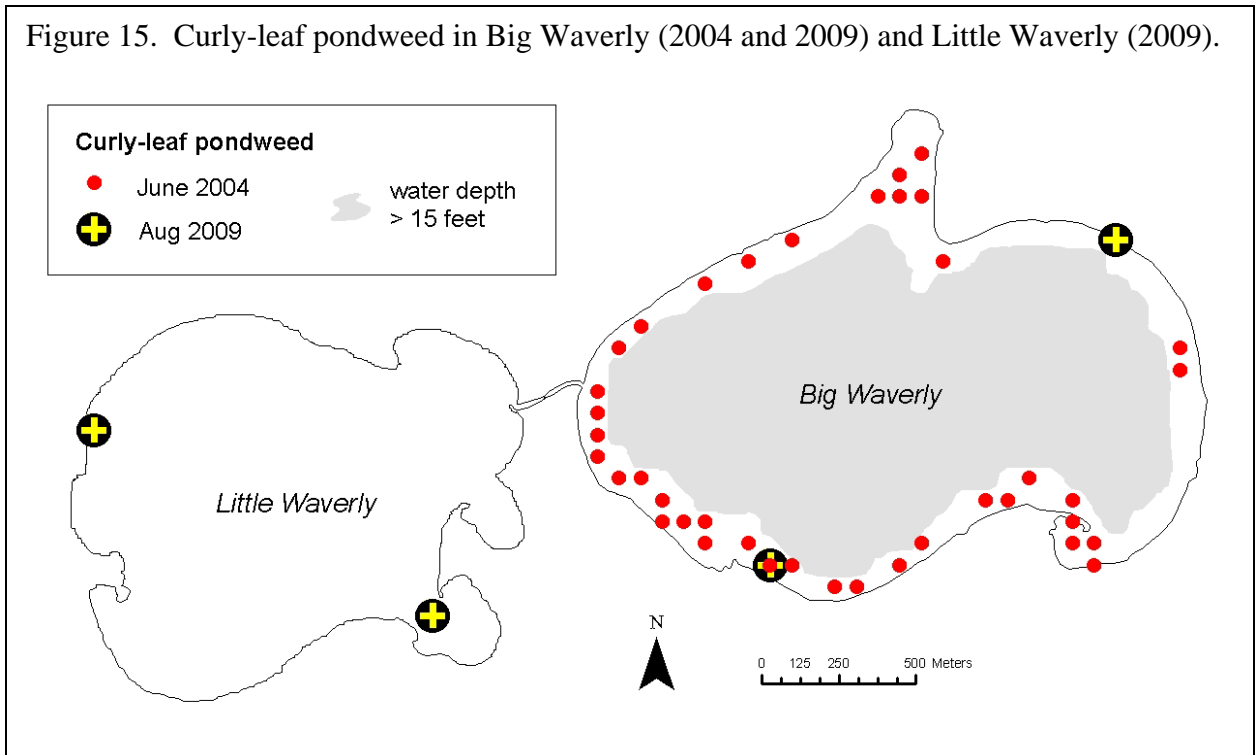 Figure 15.  Curly-leaf pondweed in Big Waverly (2004 and 2009) and Little Waverly (2009).
Curly-leaf pondweed
June 2004
Aug 2009
water depth
> 15 feet
Big Waverly
Little Waverly
N
0 125 250 500 Meters